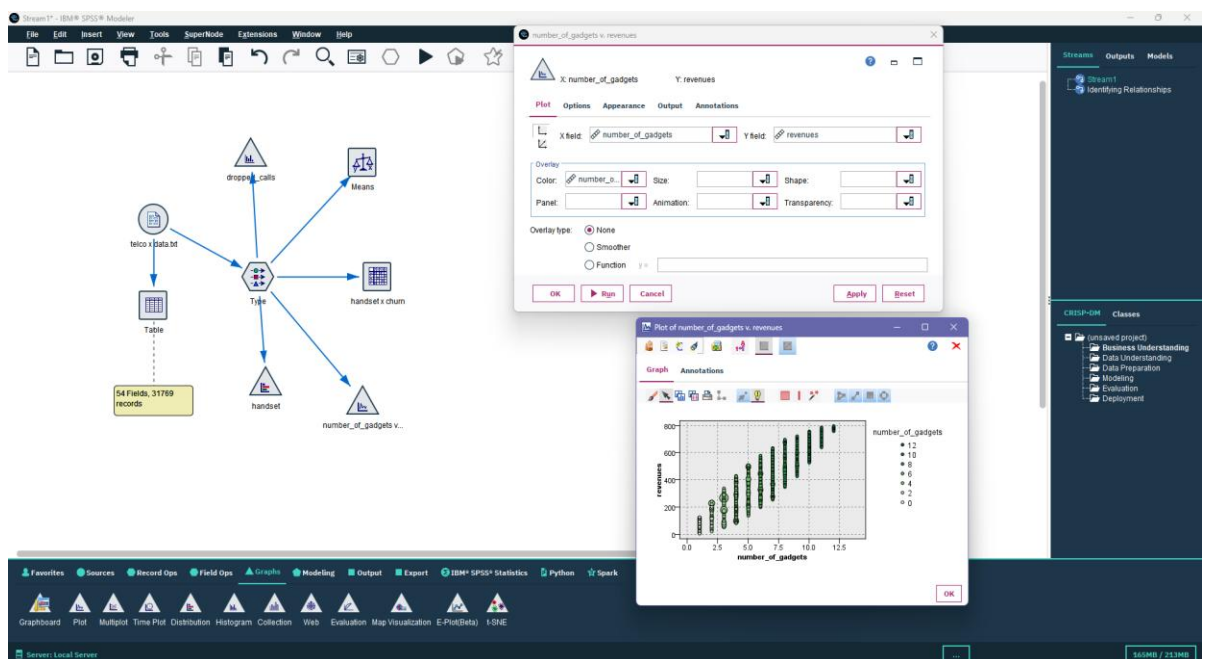 Stream1* - IBM® SPSS® Modeler
File Edit Insert View Tools SuperNode Extensions Window Help
dropped_calls
Means
telco x data.txt
Type
handset x churn
Table
54 Fields, 31769
records
handset
number_of_gadgets v...
number_of_gadgets v. revenues
X: number_of_gadgets Y: revenues
Plot Options Appearance Output Annotations
X field: number_of_gadgets Y field: revenues
Overlay
Color: number_o... Size: Shape:
Panel: Animation: Transparency:
Overlay type: None
Smoother
Function y =
OK Run Cancel Apply Reset
Plot of number_of_gadgets v. revenues
Graph Annotations
800
600
400
200
0
revenues
0.0 2.5 5.0 7.5 10.0 12.5
number_of_gadgets
number_of_gadgets
12
10
8
6
4
2
0
OK
Streams Outputs Models
Stream1
Identifying Relationships
CRISP-DM Classes
(unsaved project)
Business Understanding
Data Understanding
Data Preparation
Modeling
Evaluation
Deployment
Favorites Sources Record Ops Field Ops Graphs Modeling Output Export IBM® SPSS® Statistics Python Spark
Graphboard Plot Multiplot Time Plot Distribution Histogram Collection Web Evaluation Map Visualization E-Plot(Beta) t-SNE
Server: Local Server ... 165MB / 213MB